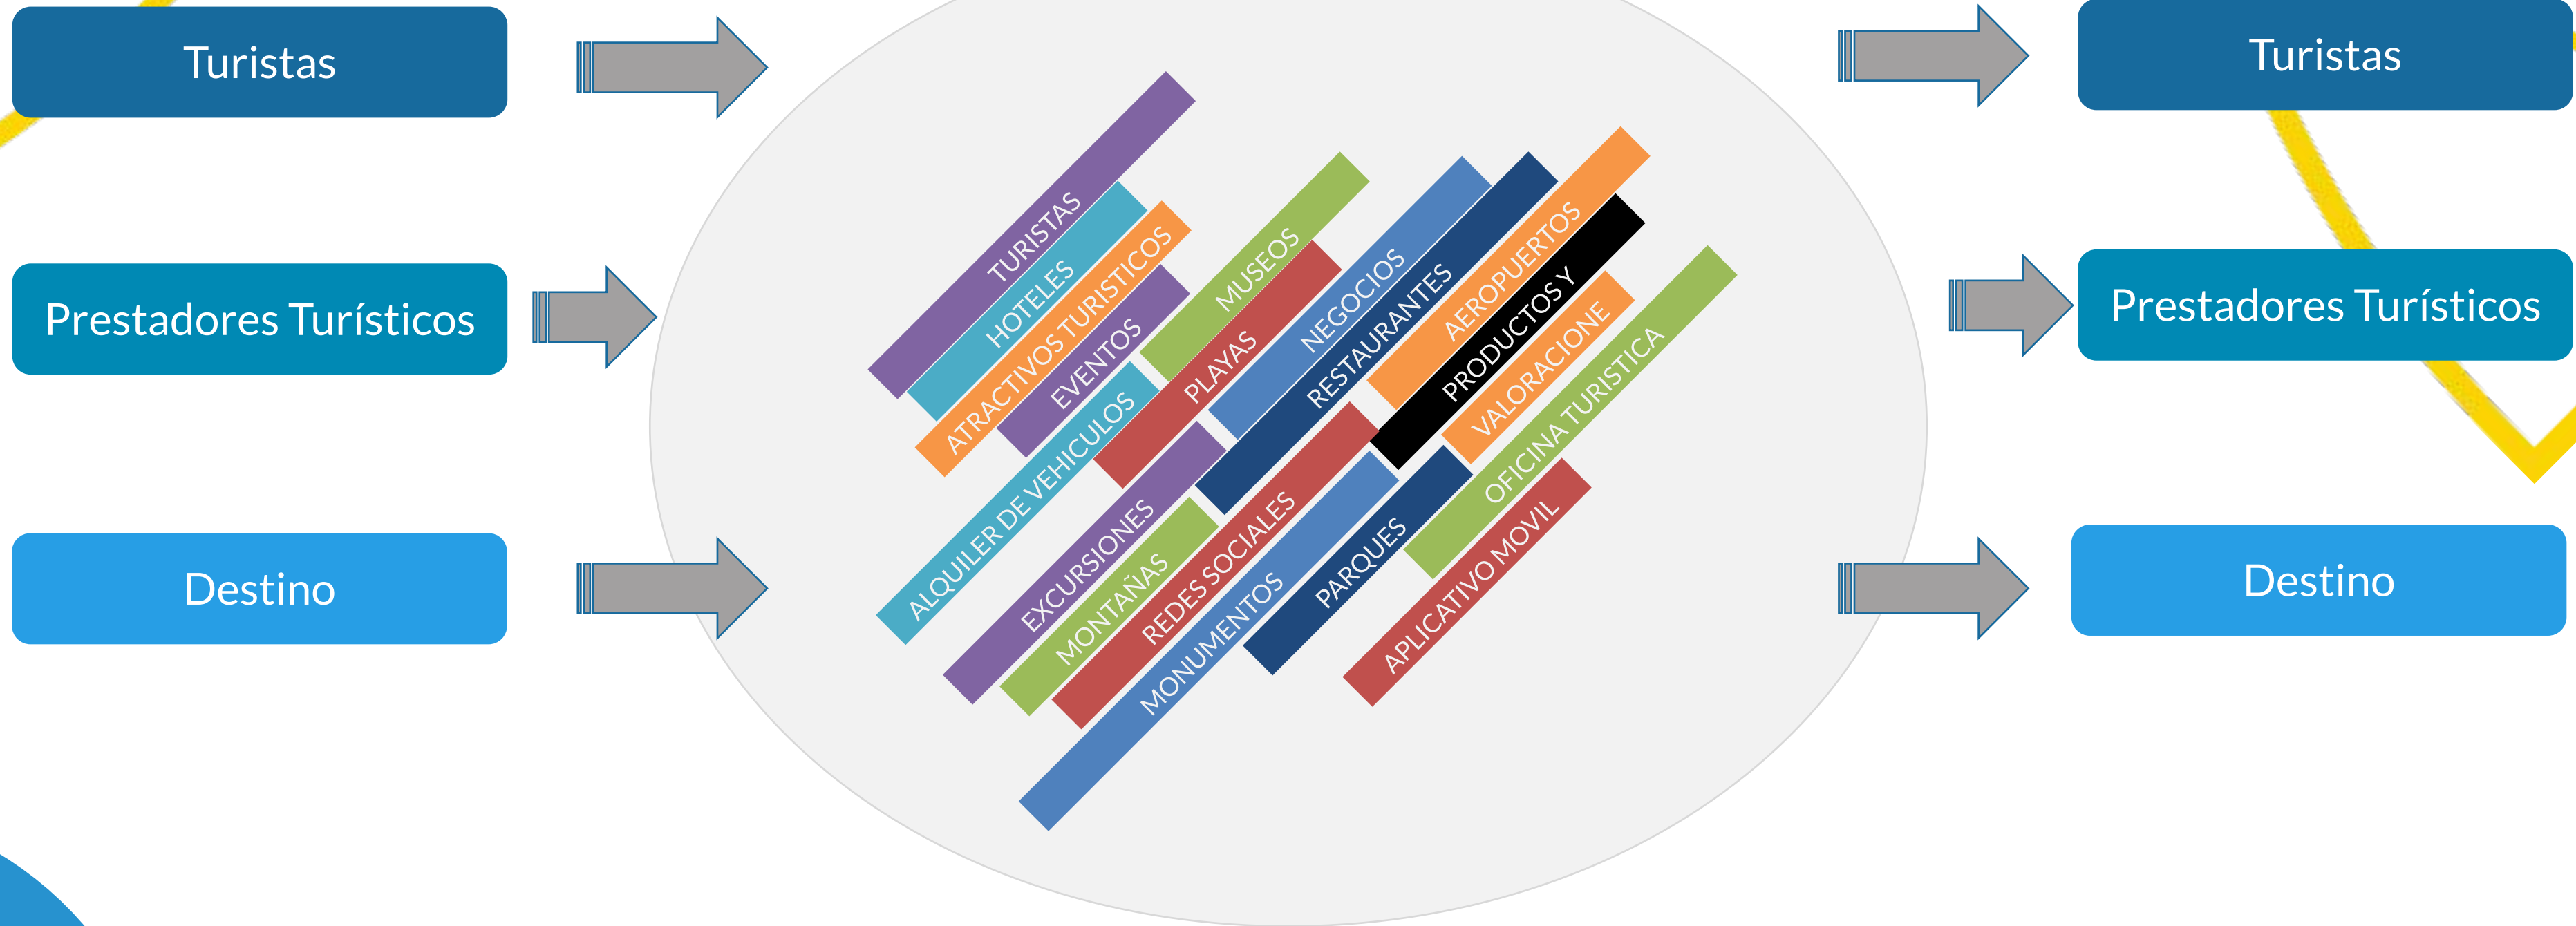 Turistas
Prestadores Turísticos
Destino
TURISTAS
HOTELES
ATRACTIVOS TURISTICOS
EVENTOS
MUSEOS
PLAYAS
ALQUILER DE VEHICULOS
NEGOCIOS
RESTAURANTES
AEROPUERTOS
PRODUCTOS Y
VALORACIONE
OFICINA TURISTICA
EXCURSIONES
MONTAÑAS
REDES SOCIALES
MONUMENTOS
PARQUES
APLICATIVO MOVIL
Turistas
Prestadores Turísticos
Destino